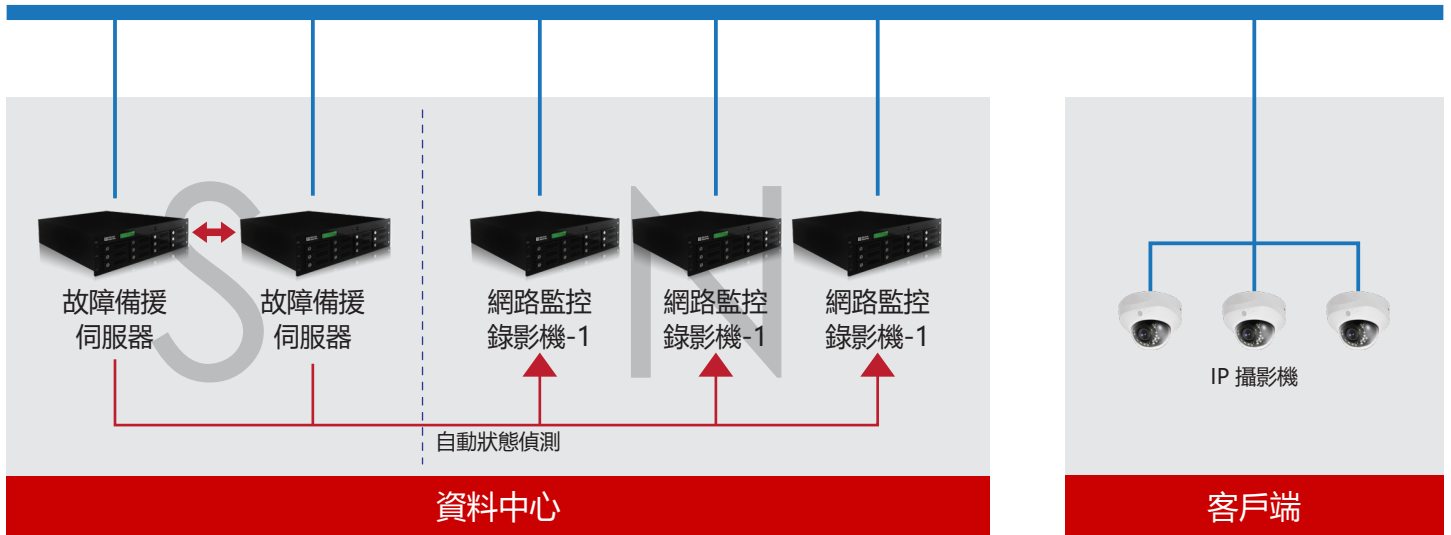 S
N
故障備援
伺服器
故障備援
伺服器
網路監控
錄影機-1
網路監控
錄影機-1
網路監控
錄影機-1
自動狀態偵測
資料中心
IP 攝影機
客戶端